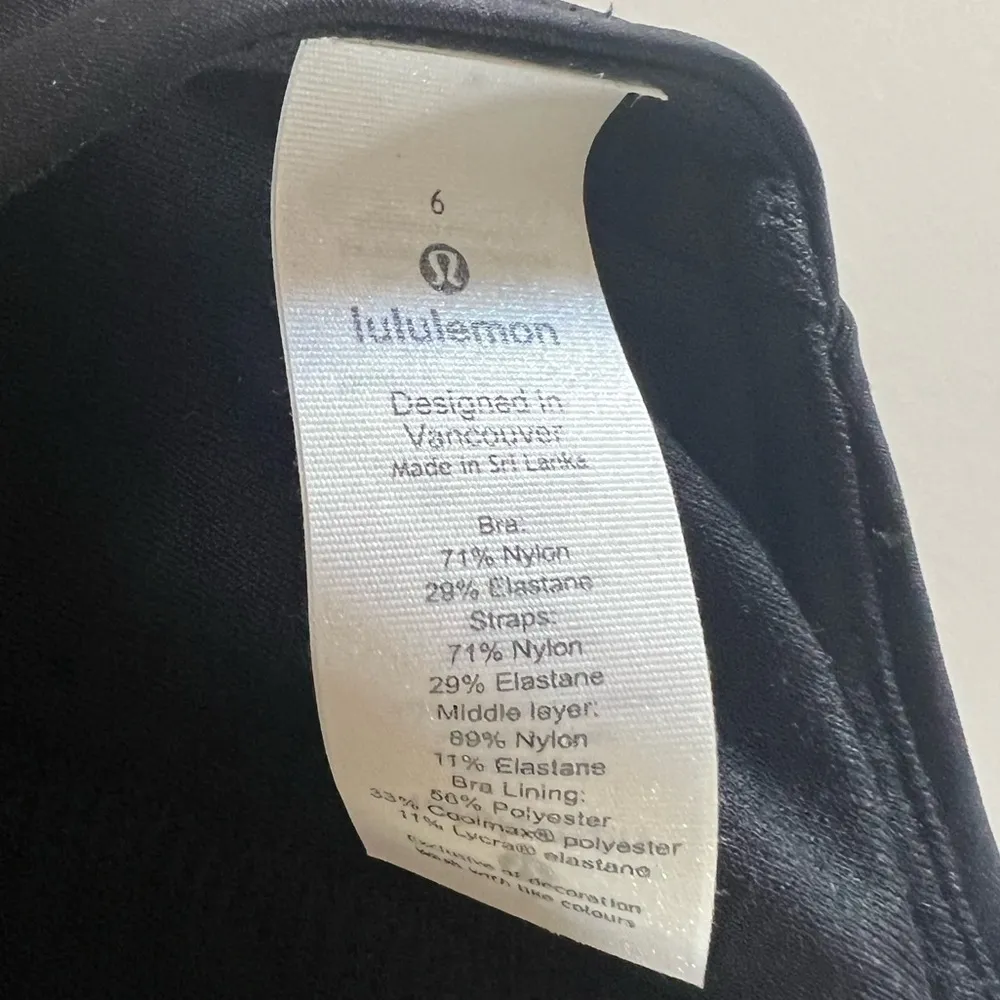 6
lululemon
Designed in
Vancouver
Made in Sri Lanka
Bra:
71% Nylon
29% Elastane
Straps:
71% Nylon
29% Elastane
Middle layer:
89% Nylon
11% Elastane
Bra Lining:
56% Polyester
33% Coolmax® polyester
11% Lycra® elastane
Exclusive of decoration
Wash with like colours